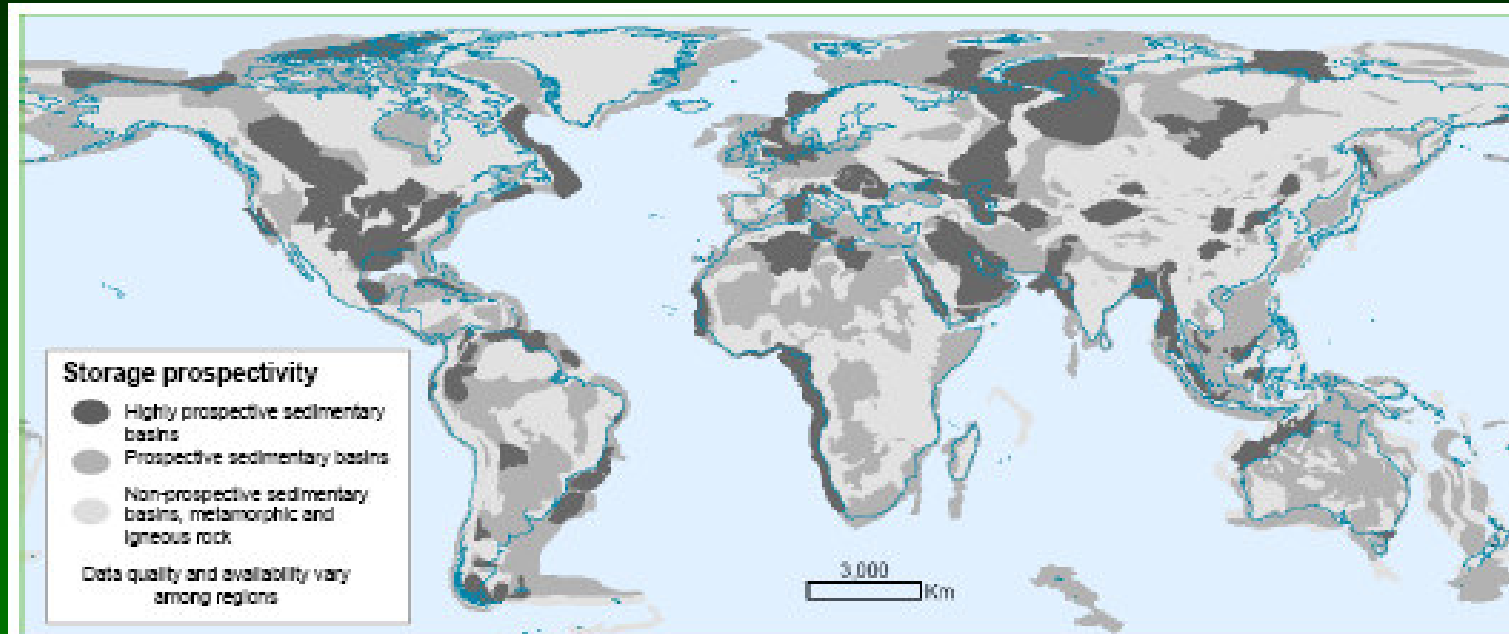 Storage prospectivity
Highly prospective sedimentary
basins
Prospective sedimentary basins
Non-prospective sedimentary
basins, metamorphic and
igneous rock
Data quality and availability vary
among regions
3,000
Km